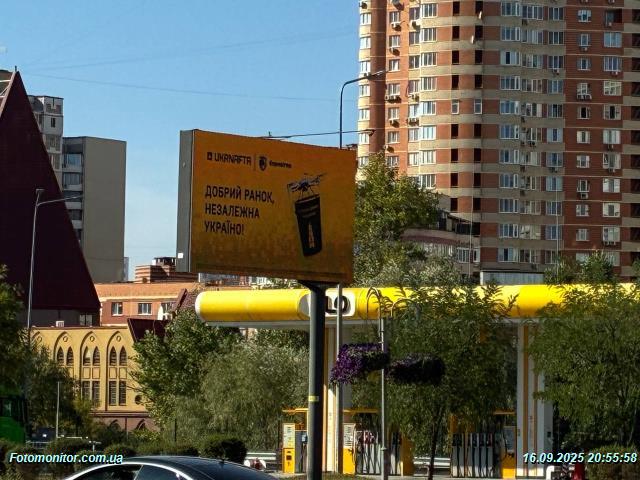 UKRNAFTA
ДОБРИЙ РАНОК,
НЕЗАЛЕЖНА
УКРАЇНО!
Fotomonitor.com.ua
16.09.2025 20:55:58